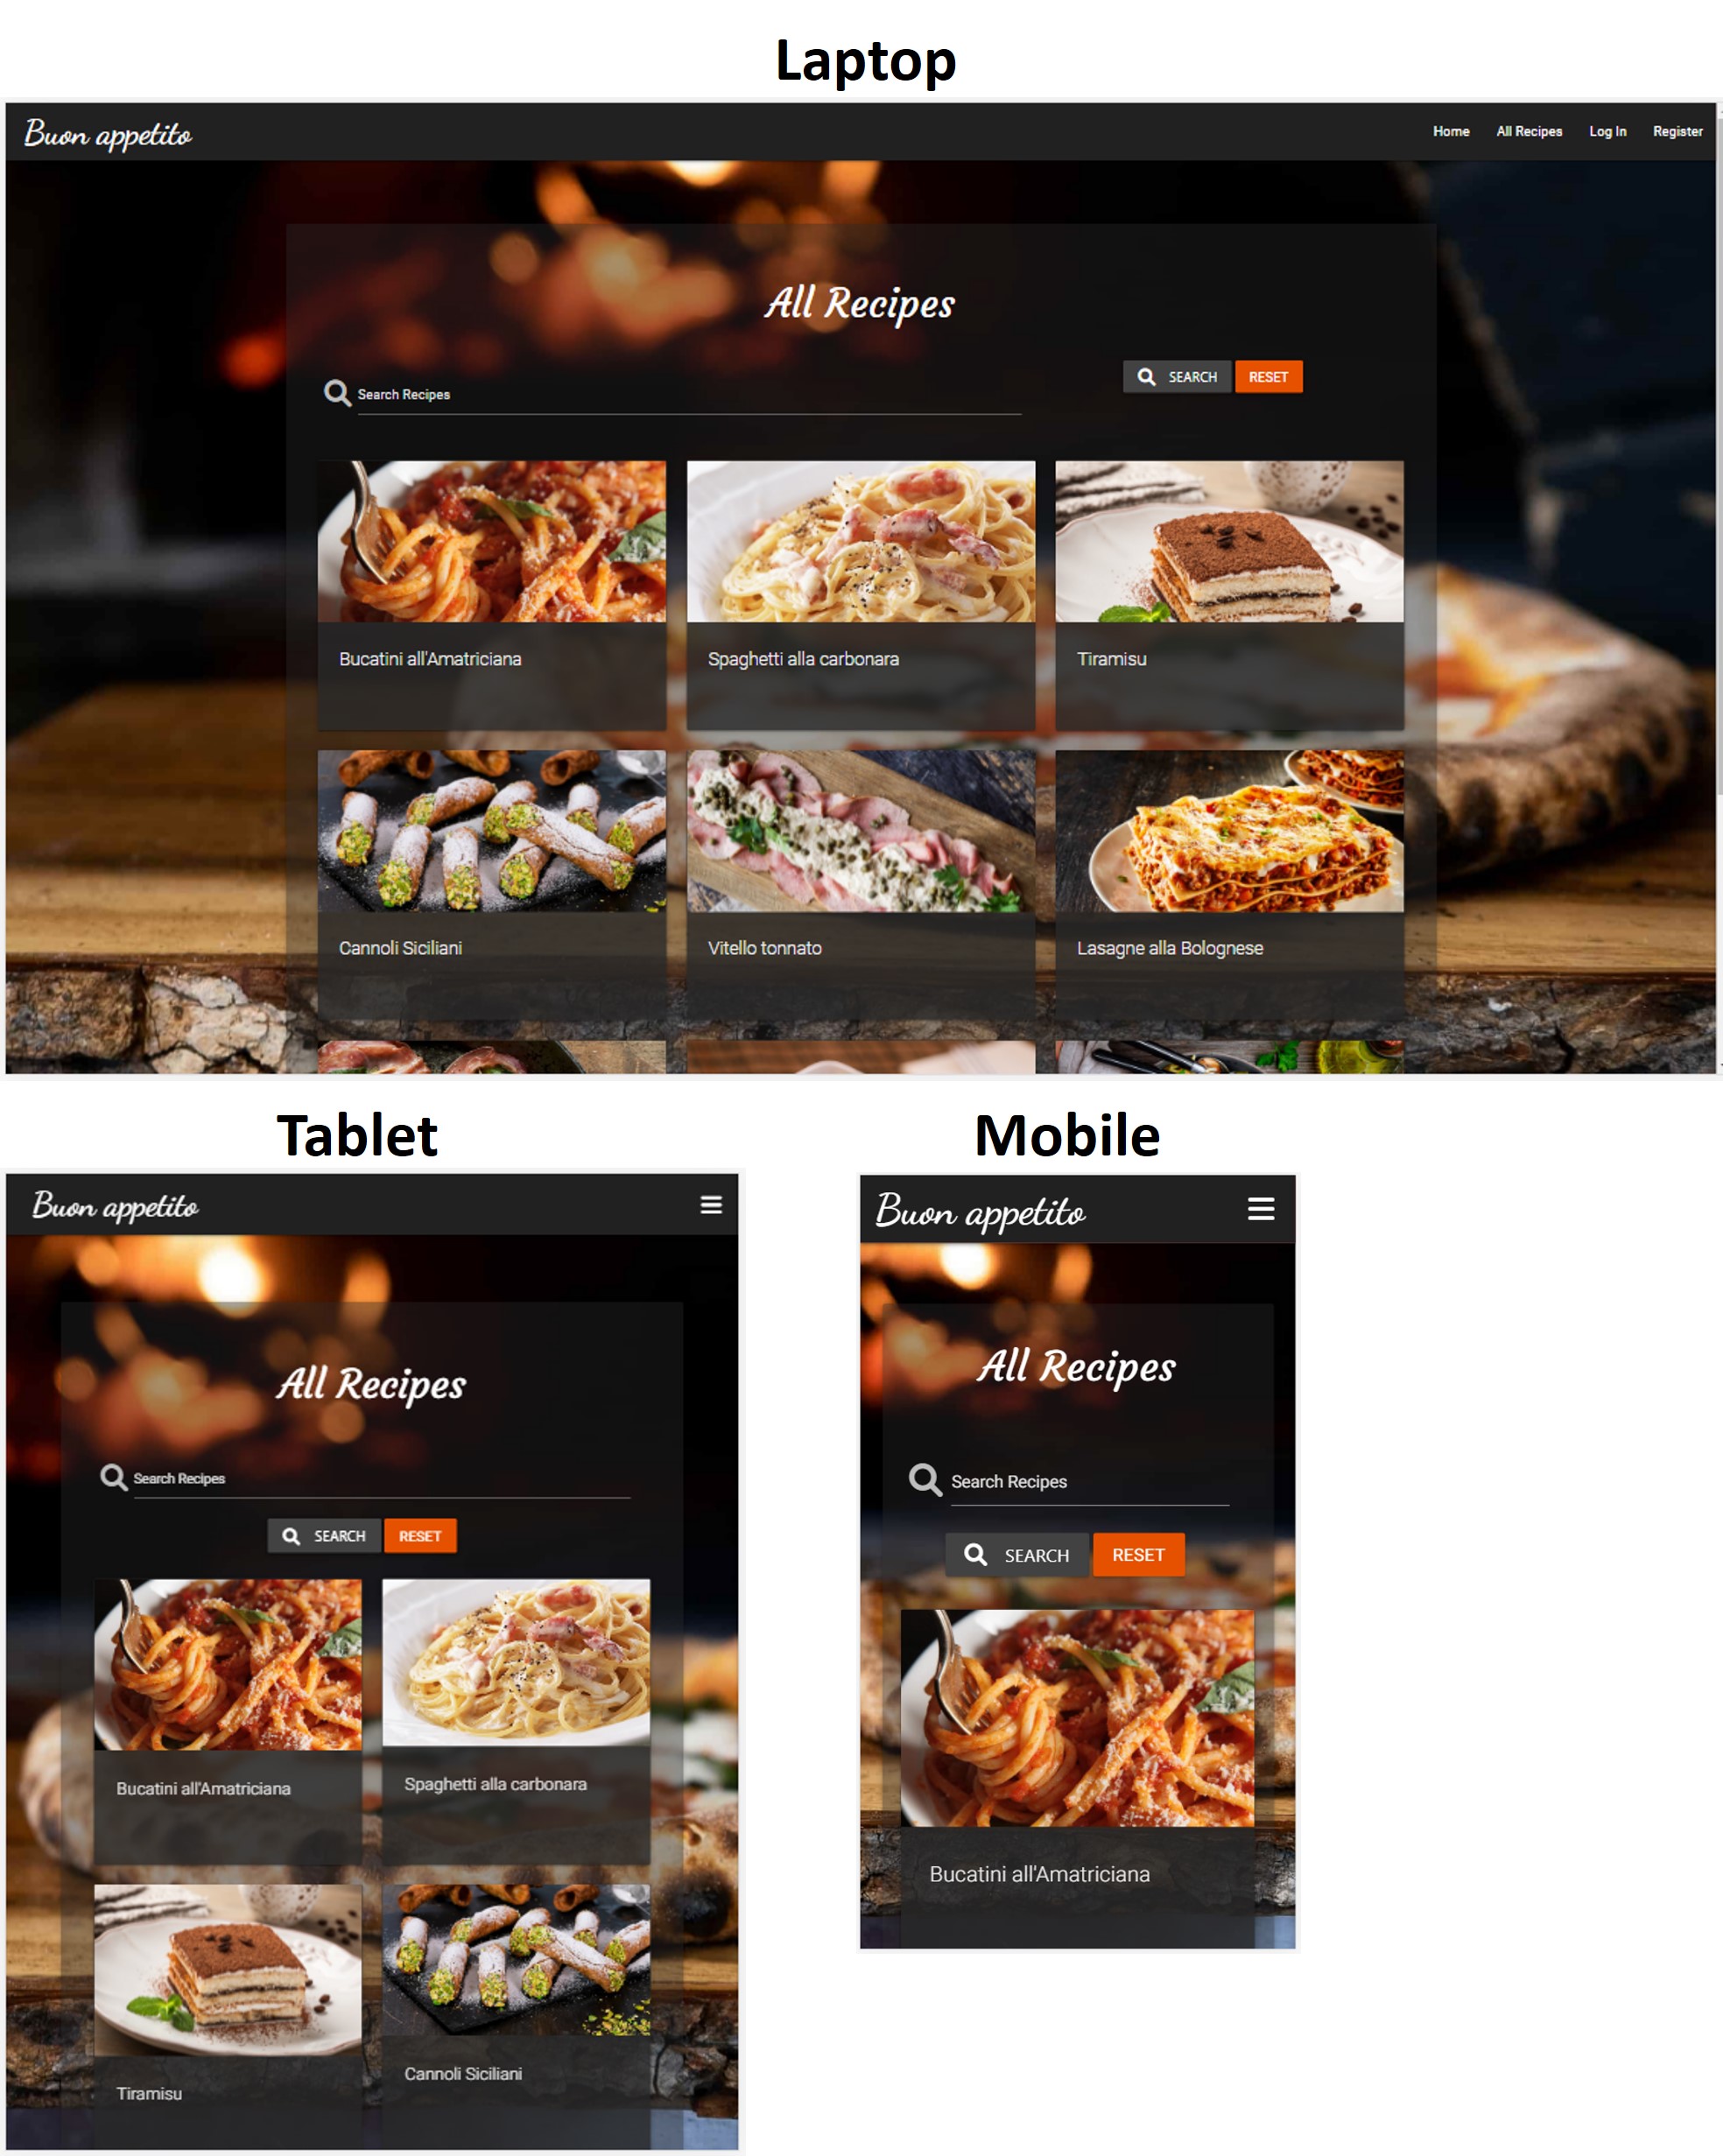 Laptop
Buon appetito
Home All Recipes Log In Register
All Recipes
Search Recipes
SEARCH RESET
Bucatini all'Amatriciana Spaghetti alla carbonara Tiramisu
Cannoli Siciliani Vitello tonnato Lasagne alla Bolognese
Tablet
Buon appetito
All Recipes
Search Recipes
SEARCH RESET
Bucatini all'Amatriciana Spaghetti alla carbonara
Tiramisu Cannoli Siciliani
Mobile
Buon appetito
All Recipes
Search Recipes
SEARCH RESET
Bucatini all'Amatriciana